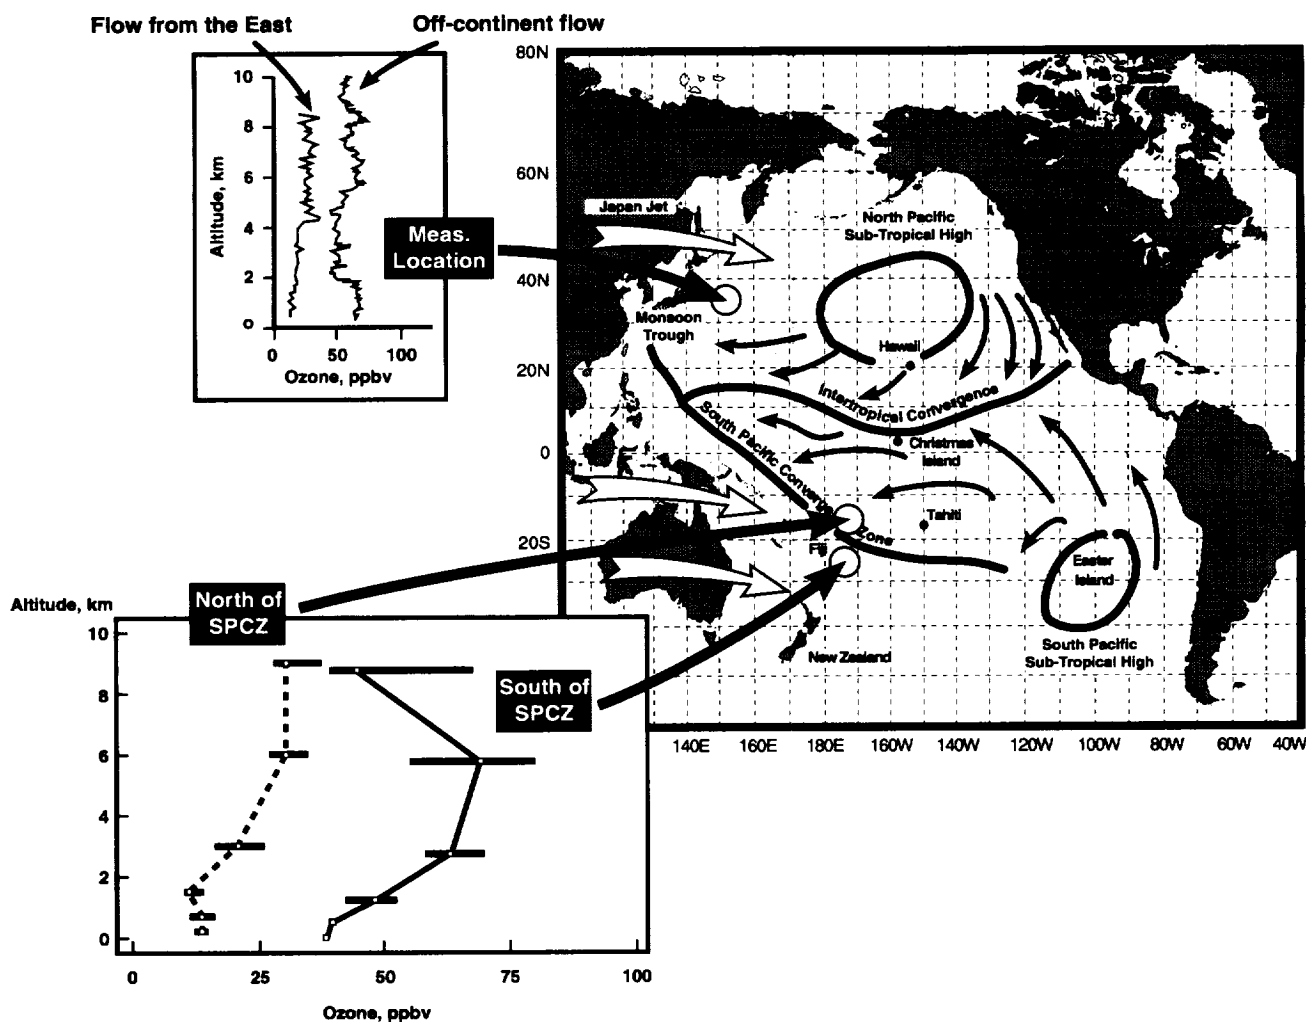 Flow from the East
Off-continent flow
10
8
6
4
2
0
Altitude, km
0 50 100
Ozone, ppbv
Meas.
Location
80N
60N
40N
20N
0
20S
Japan Jet
North Pacific
Sub-Tropical High
Monsoon
Trough
Hawaii
Intertropical Convergence
South Pacific Convergence Zone
Christmas
Island
Tahiti
Fiji
Easter
Island
New Zealand
South Pacific
Sub-Tropical High
140E 160E 180E 160W 140W 120W 100W 80W 60W 40W
North of
SPCZ
South of
SPCZ
Altitude, km
10
8
6
4
2
0
0 25 50 75 100
Ozone, ppbv